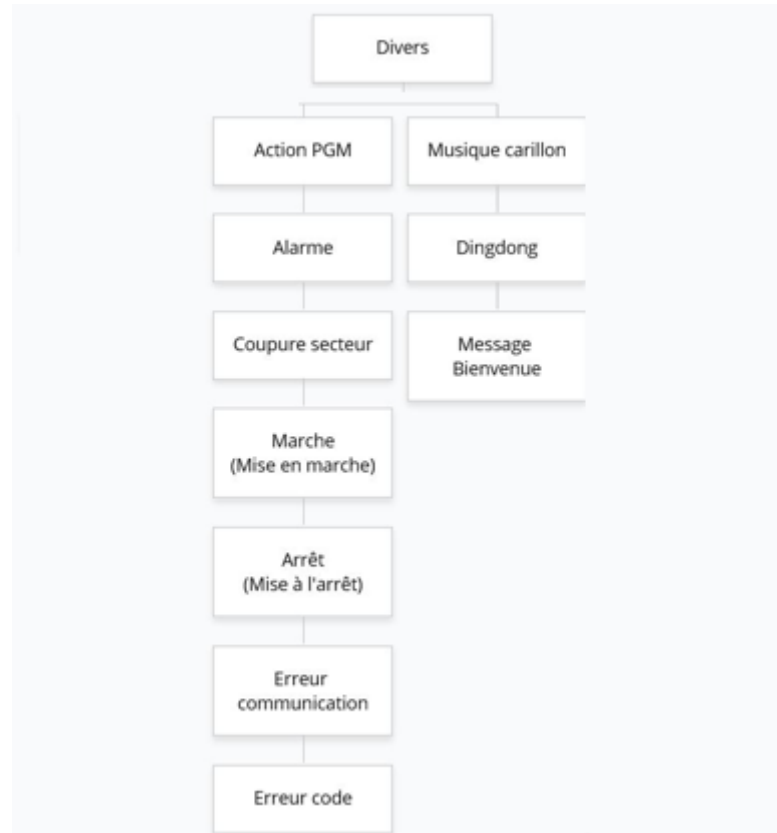 Divers
Action PGM
Musique carillon
Alarme
Dingdong
Coupure secteur
Message
Bienvenue
Marche
(Mise en marche)
Arrêt
(Mise à l'arrêt)
Erreur
communication
Erreur code